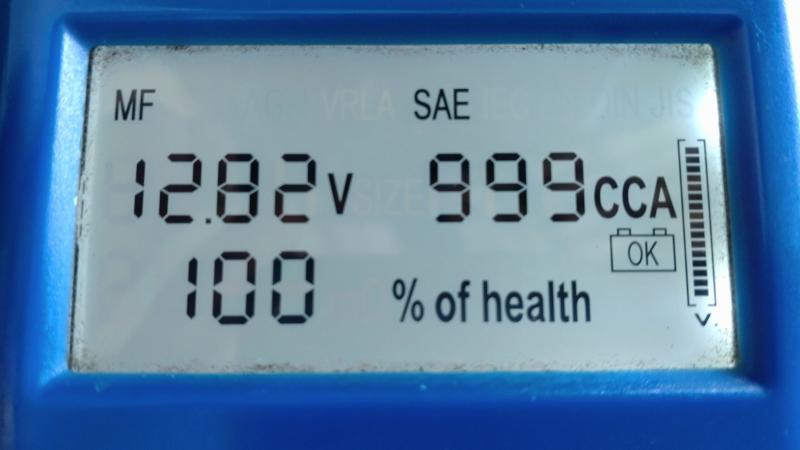 MF SAE
12.82 V 999 CCA
OK
100 % of health